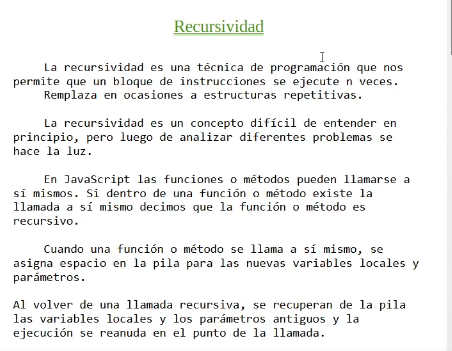 Recursividad
La recursividad es una técnica de programación que nos
permite que un bloque de instrucciones se ejecute n veces.
Remplaza en ocasiones a estructuras repetitivas.
La recursividad es un concepto difícil de entender en
principio, pero luego de analizar diferentes problemas se
hace la luz.
En JavaScript las funciones o métodos pueden llamarse a
sí mismos. Si dentro de una función o método existe la
llamada a sí mismo decimos que la función o método es
recursivo.
Cuando una función o método se llama a sí mismo, se
asigna espacio en la pila para las nuevas variables locales y
parámetros.
Al volver de una llamada recursiva, se recuperan de la pila
las variables locales y los parámetros antiguos y la
ejecución se reanuda en el punto de la llamada.